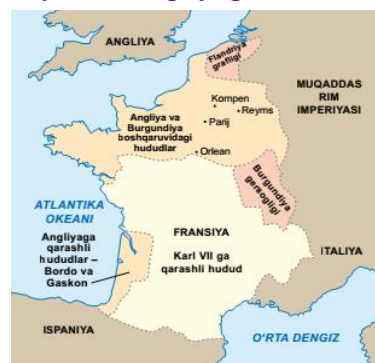 ANGLIYA
Flandriya
grafligi
MUQADDAS
RIM
IMPERIYASI
Kompen
Reyms
Parij
Angliya va
Burgundiya
boshqaruvidagi
hududlar
Orlean
Burgundiya
gersogligi
ATLANTIKA
OKEANI
Angliyaga
qarashli
hududlar –
Bordo va
Gaskon
FRANSIYA
Karl VII ga
qarashli hudud
ITALIYA
ISPANIYA
O‘RTA DENGIZ